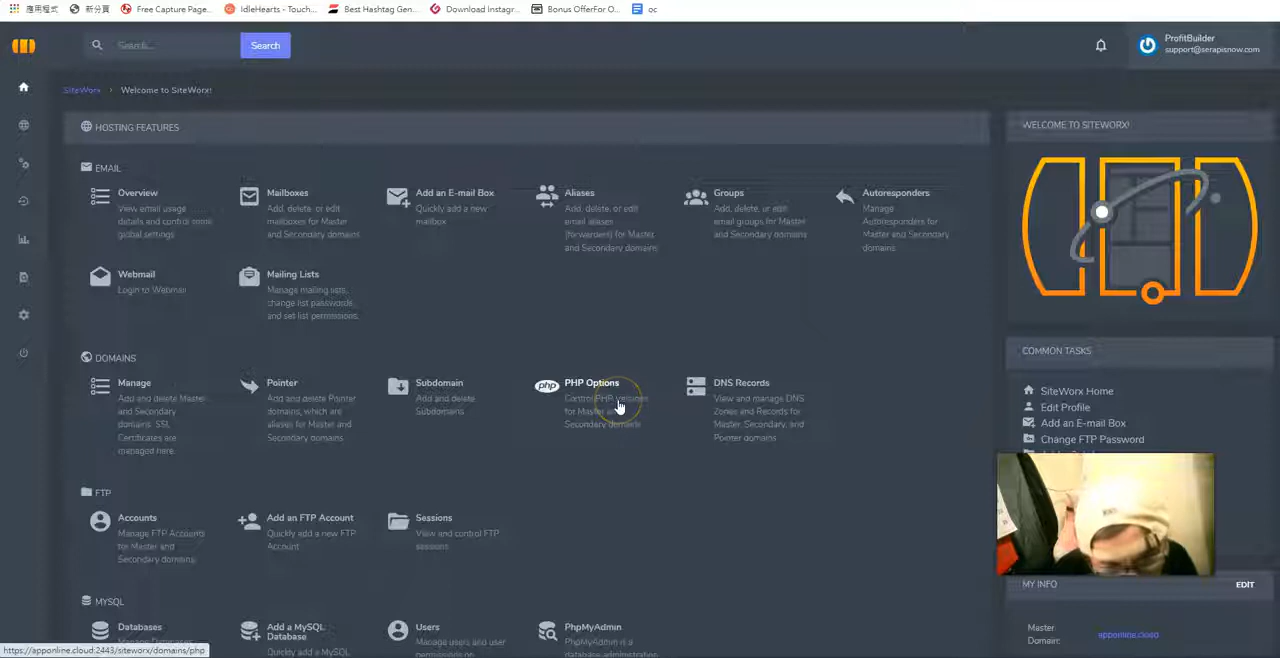 應用程式
新分頁
Free Capture Page...
IdleHearts - Touch...
Best Hashtag Gen...
Download Instagr...
Bonus OfferFor O...
oc
Search...
Search
ProfitBuilder
support@serapisnow.com
SiteWorx › Welcome to SiteWorx!
HOSTING FEATURES
EMAIL
Overview
View email usage
details and control some
global settings
Mailboxes
Add, delete, or edit
mailboxes for Master
and Secondary domains
Add an E-mail Box
Quickly add a new
mailbox
Aliases
Add, delete, or edit
email aliases
(forwarders) for Master
and Secondary domains
Groups
Add, delete, or edit
email groups for Master
and Secondary domains
Autoresponders
Manage
Autoresponders for
Master and Secondary
domains
Webmail
Login to Webmail
Mailing Lists
Manage mailing lists,
change list passwords,
and set list permissions.
DOMAINS
Manage
Add and delete Master
and Secondary
domains. SSL
Certificates are
managed here.
Pointer
Add and delete Pointer
domains, which are
aliases for Master and
Secondary domains
Subdomain
Add and delete
Subdomains
php
PHP Options
Control PHP
for Master
Secondary domains
DNS Records
View and manage DNS
Zones and Records for
Master, Secondary, and
Pointer domains
FTP
Accounts
Manage FTP Accounts
for Master and
Secondary domains
Add an FTP Account
Quickly add a new FTP
Account
Sessions
View and control FTP
sessions
MYSQL
Databases
Manage Databases
Add a MySQL
Database
Quickly add a MySQL
Users
Manage users and user
permissions on
PhpMyAdmin
PhpMyAdmin is a
database administration
WELCOME TO SITEWORX!
COMMON TASKS
SiteWorx Home
Edit Profile
Add an E-mail Box
Change FTP Password
MY INFO
EDIT
Master
Domain:
apponline.cloud
https://apponline.cloud:2443/siteworx/domains/php